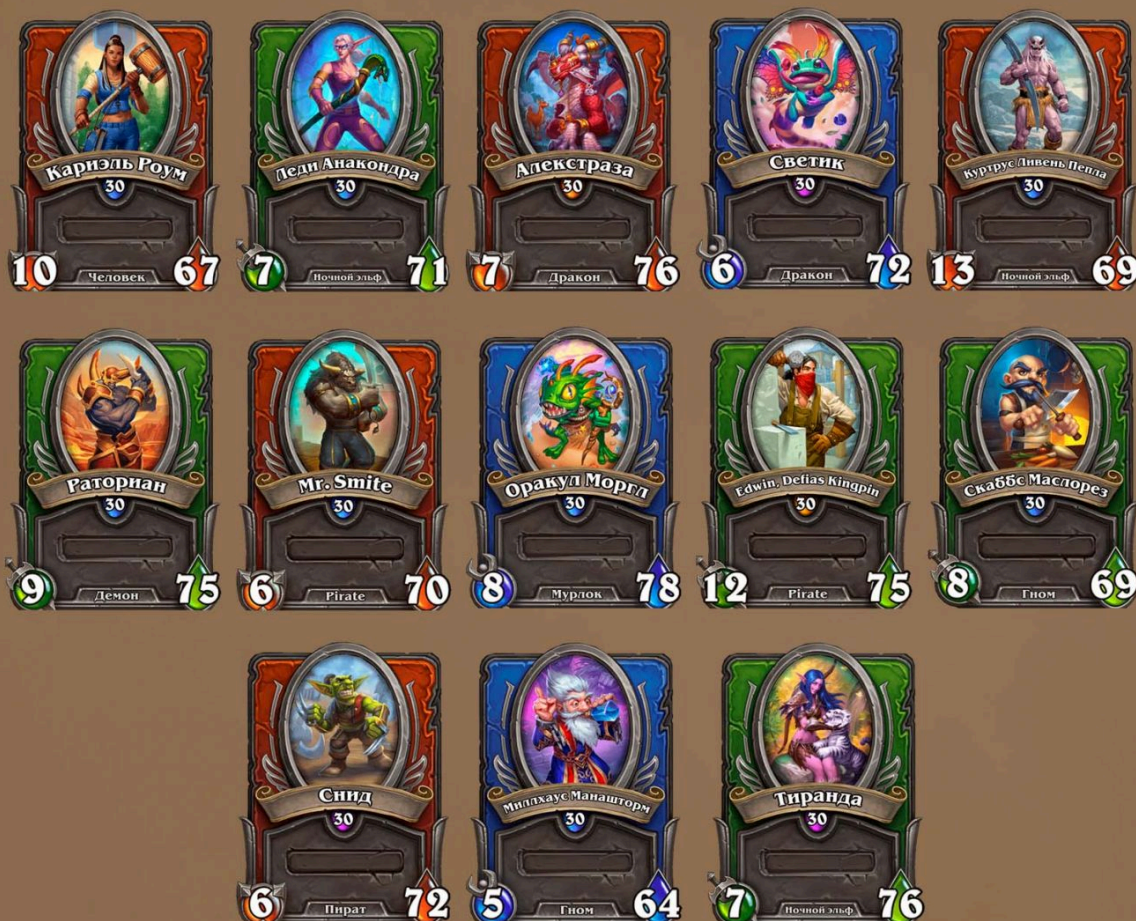 Кариэль Роум
30
10 Человек 67
Леди Анакондра
30
7 Ночной эльф 71
Алекстраза
30
7 Дракон 76
Светик
30
6 Дракон 72
Куртрус Ливень Пепла
30
13 Ночной эльф 69
Раториан
30
9 Демон 75
Mr. Smite
30
6 Pirate 70
Оракул Моргл
30
8 Мурлок 78
Edwin, Defias Kingpin
30
12 Pirate 75
Скаббс Маслорез
30
8 Гном 69
Снид
30
6 Пират 72
Миллхаус Манашторм
30
5 Гном 64
Тиранда
30
7 Ночной эльф 76